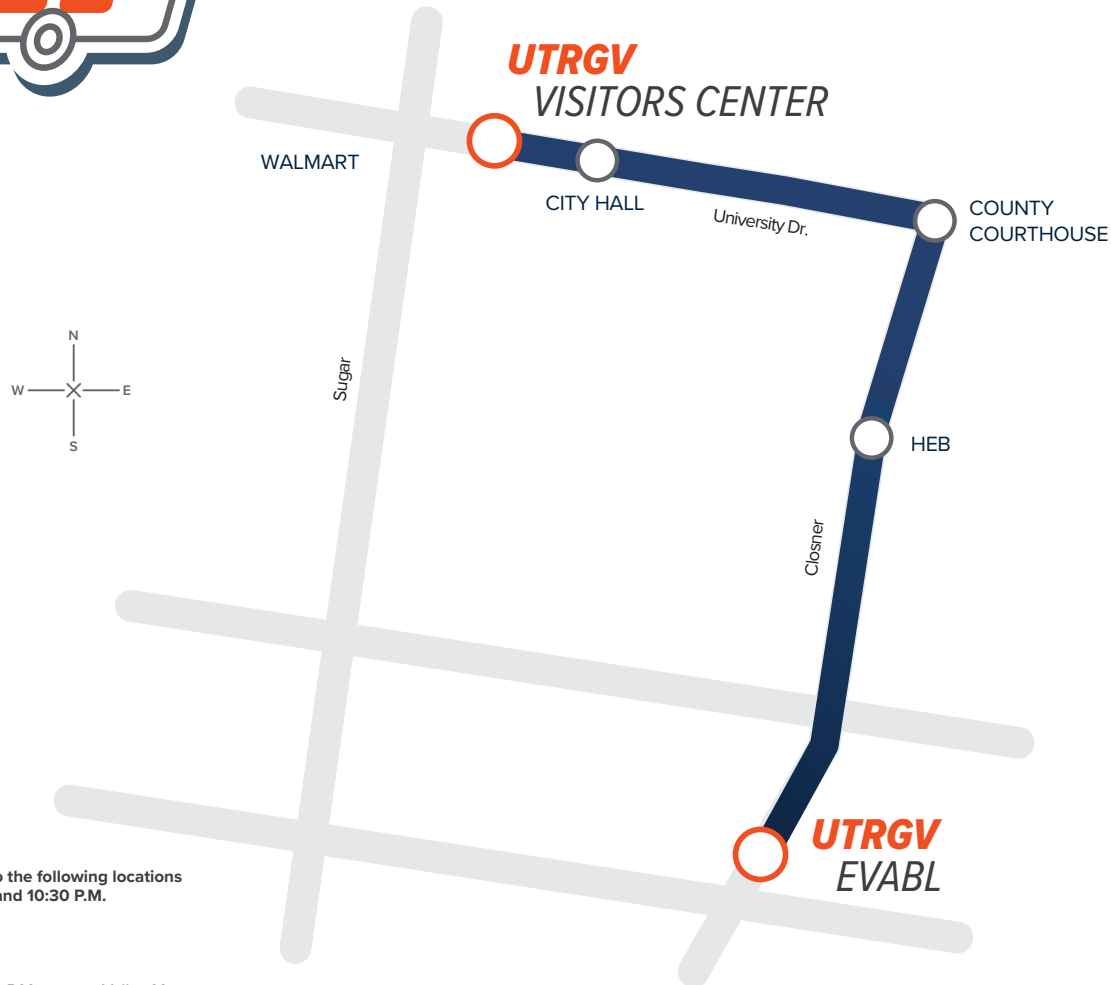 UTRGV
VISITORS CENTER
WALMART
CITY HALL
University Dr.
COUNTY
COURTHOUSE
N
W
E
S
Sugar
HEB
Closner
UTRGV
EVABL
the following locations
and 10:30 P.M.